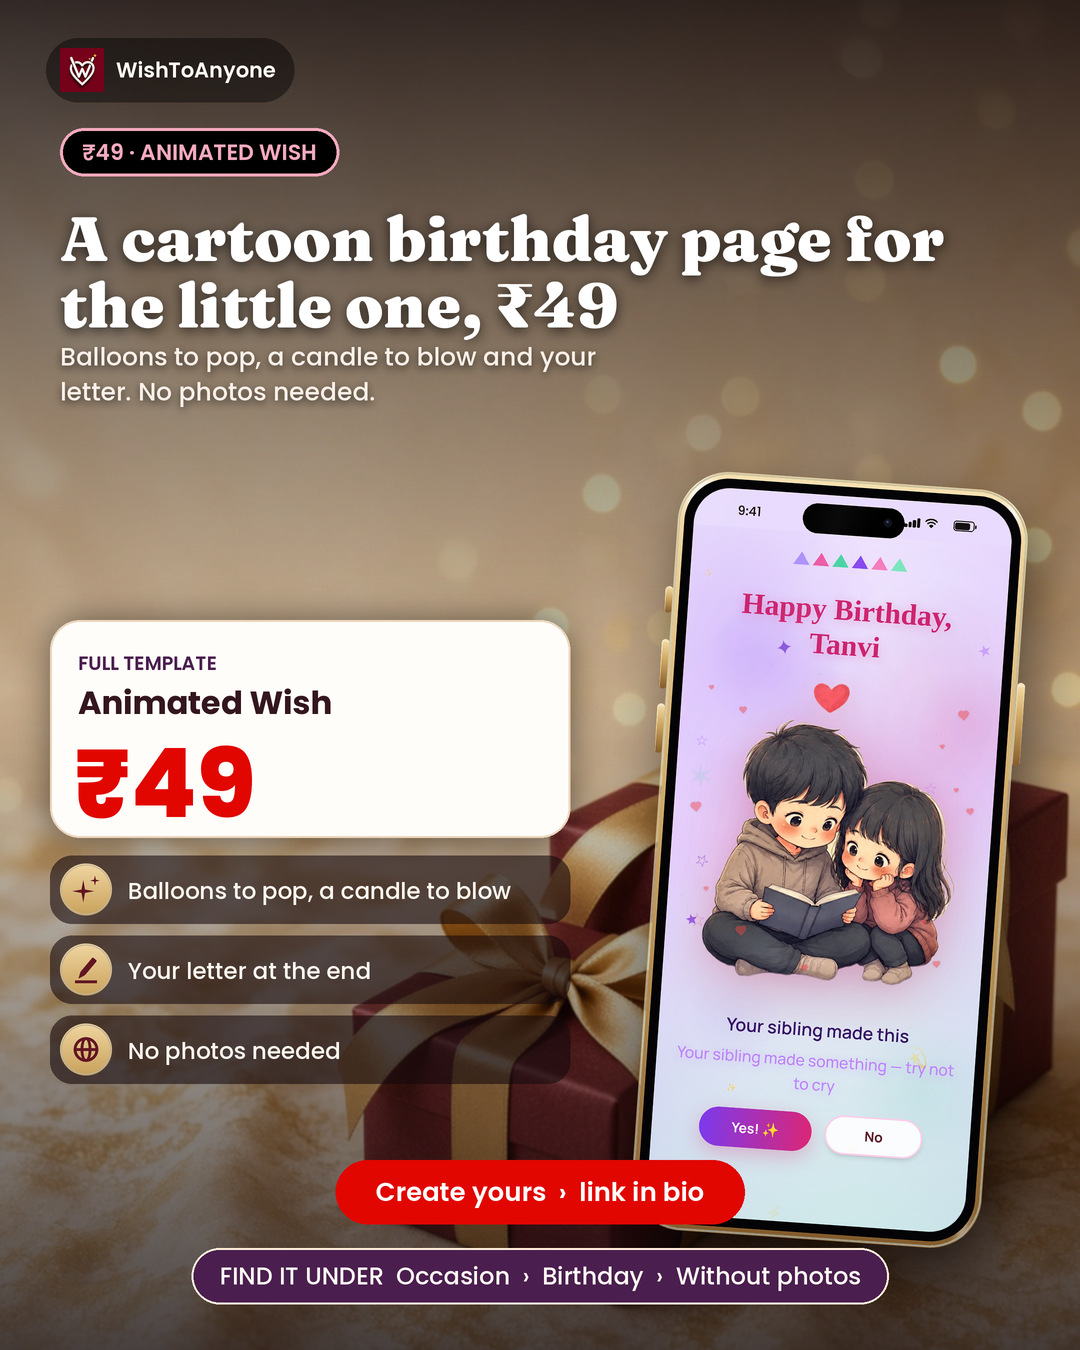 WishToAnyone
₹49 · ANIMATED WISH
A cartoon birthday page for
the little one, ₹49
Balloons to pop, a candle to blow and your
letter. No photos needed.
FULL TEMPLATE
Animated Wish
₹49
Balloons to pop, a candle to blow
Your letter at the end
No photos needed
9:41
Happy Birthday,
Tanvi
Your sibling made this
Your sibling made something – try not
to cry
Yes! ✨
No
Create yours › link in bio
FIND IT UNDER Occasion › Birthday › Without photos